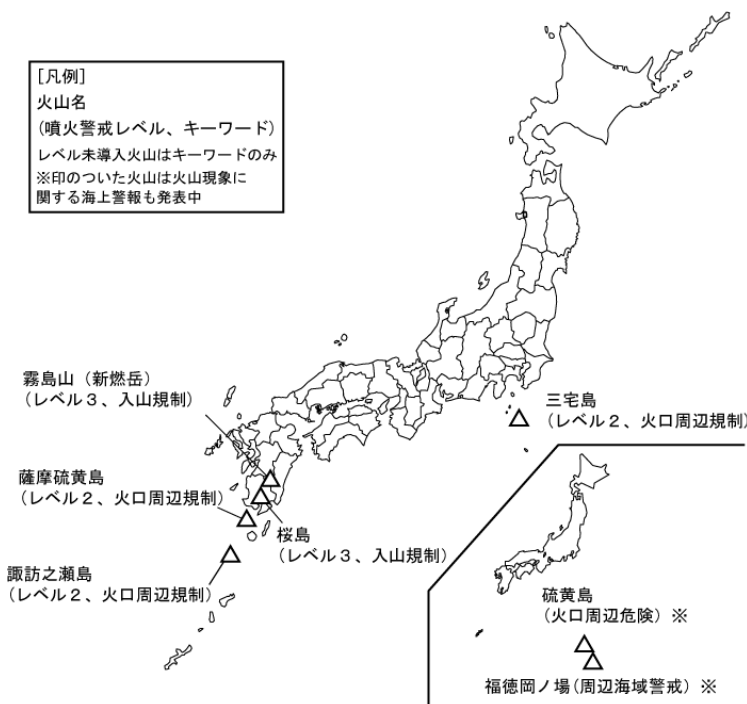 [凡例]
火山名
(噴火警戒レベル、キーワード)
レベル未導入火山はキーワードのみ
※印のついた火山は火山現象に
関する海上警報も発表中
霧島山（新燃岳）
（レベル３、入山規制）
三宅島
（レベル２、火口周辺規制）
薩摩硫黄島
（レベル２、火口周辺規制）
桜島
（レベル３、入山規制）
諏訪之瀬島
（レベル２、火口周辺規制）
硫黄島
（火口周辺危険）※
福徳岡ノ場(周辺海域警戒)※